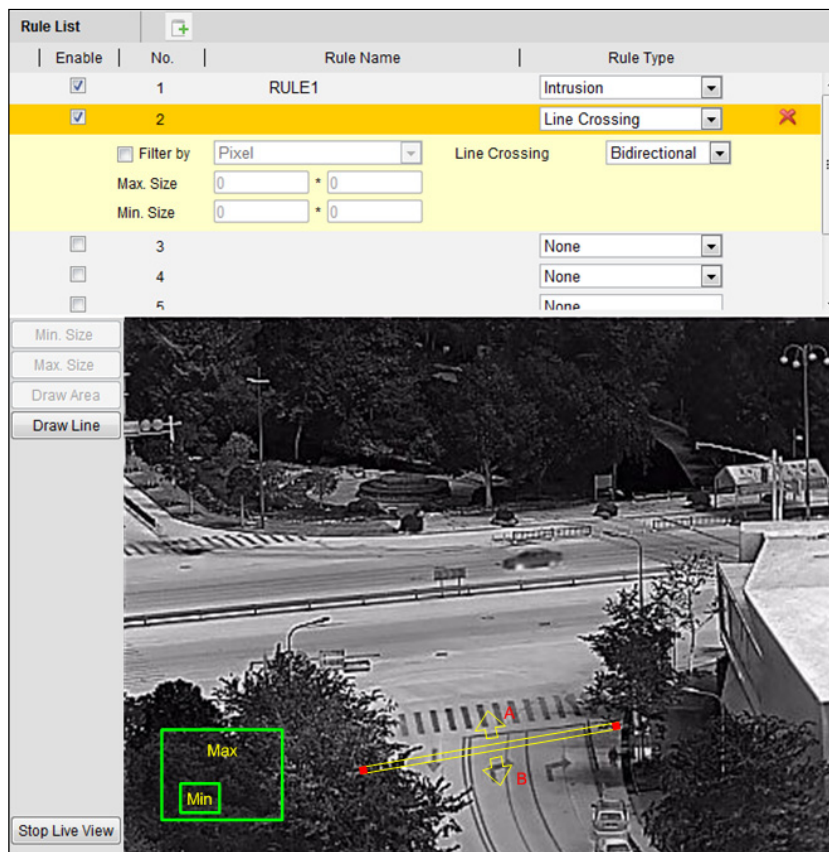 Rule List
Enable No. Rule Name Rule Type
1 RULE1 Intrusion
2 Line Crossing
Filter by Pixel Line Crossing Bidirectional
Max. Size 0 * 0
Min. Size 0 * 0
3 None
4 None
5 None
Min. Size
Max. Size
Draw Area
Draw Line
A
Max
B
Min
Stop Live View